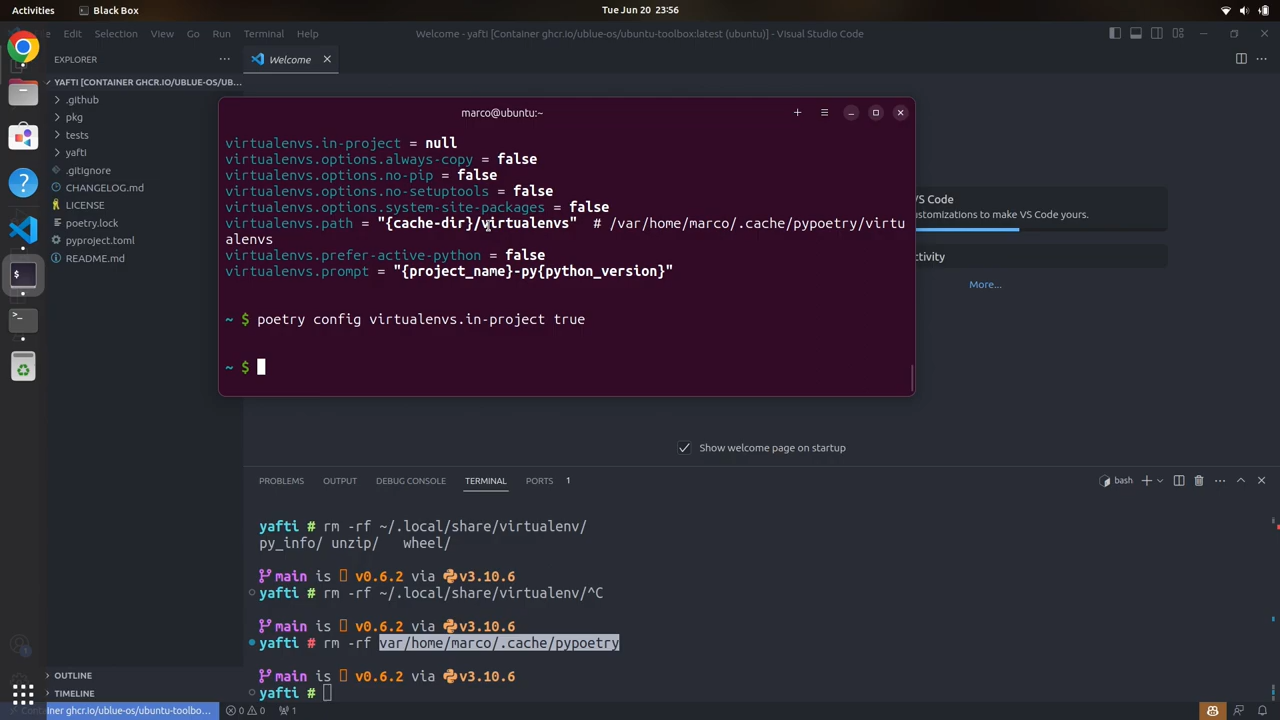 Activities
Black Box
Tue Jun 20 23:56
Edit Selection View Go Run Terminal Help
Welcome - yafti [Container ghcr.io/ublue-os/ubuntu-toolbox:latest (ubuntu)] - Visual Studio Code
EXPLORER
Welcome
YAFTI [CONTAINER GHCR.IO/UBLUE-OS/UB...
.github
pkg
tests
yafti
.gitignore
CHANGELOG.md
LICENSE
poetry.lock
pyproject.toml
README.md
marco@ubuntu:~
virtualenvs.in-project = null
virtualenvs.options.always-copy = false
virtualenvs.options.no-pip = false
virtualenvs.options.no-setuptools = false
virtualenvs.options.system-site-packages = false
virtualenvs.path = "{cache-dir}/virtualenvs"  # /var/home/marco/.cache/pypoetry/virtu
alenvs
virtualenvs.prefer-active-python = false
virtualenvs.prompt = "{project_name}-py{python_version}"
~ $ poetry config virtualenvs.in-project true
~ $
VS Code
customizations to make VS Code yours.
More...
Show welcome page on startup
PROBLEMS OUTPUT DEBUG CONSOLE TERMINAL PORTS 1
bash
yafti # rm -rf ~/.local/share/virtualenv/
py_info/ unzip/   wheel/
main is v0.6.2 via v3.10.6
yafti # rm -rf ~/.local/share/virtualenv/^C
main is v0.6.2 via v3.10.6
yafti # rm -rf var/home/marco/.cache/pypoetry
main is v0.6.2 via v3.10.6
yafti #
OUTLINE
TIMELINE
Container ghcr.io/ublue-os/ubuntu-toolbo...
0 0 1